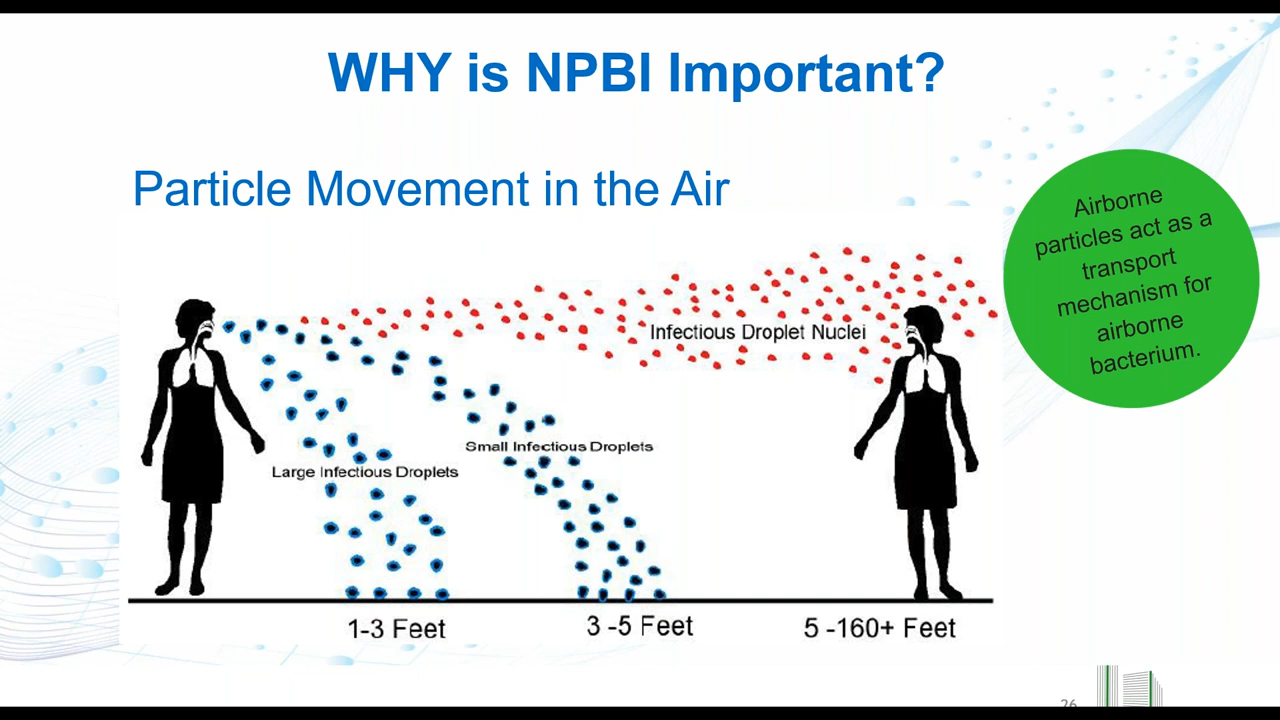 WHY is NPBI Important?
Particle Movement in the Air
Airborne
particles act as a
transport
mechanism for
airborne
bacterium.
Infectious Droplet Nuclei
Small Infectious Droplets
Large Infectious Droplets
1-3 Feet
3 -5 Feet
5 -160+ Feet
26